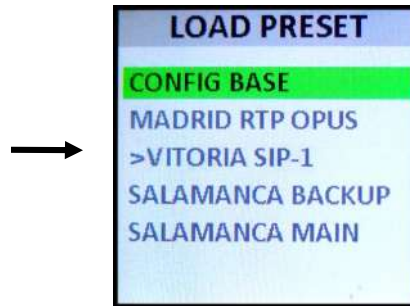 LOAD PRESET
CONFIG BASE
MADRID RTP OPUS
>VITORIA SIP-1
SALAMANCA BACKUP
SALAMANCA MAIN